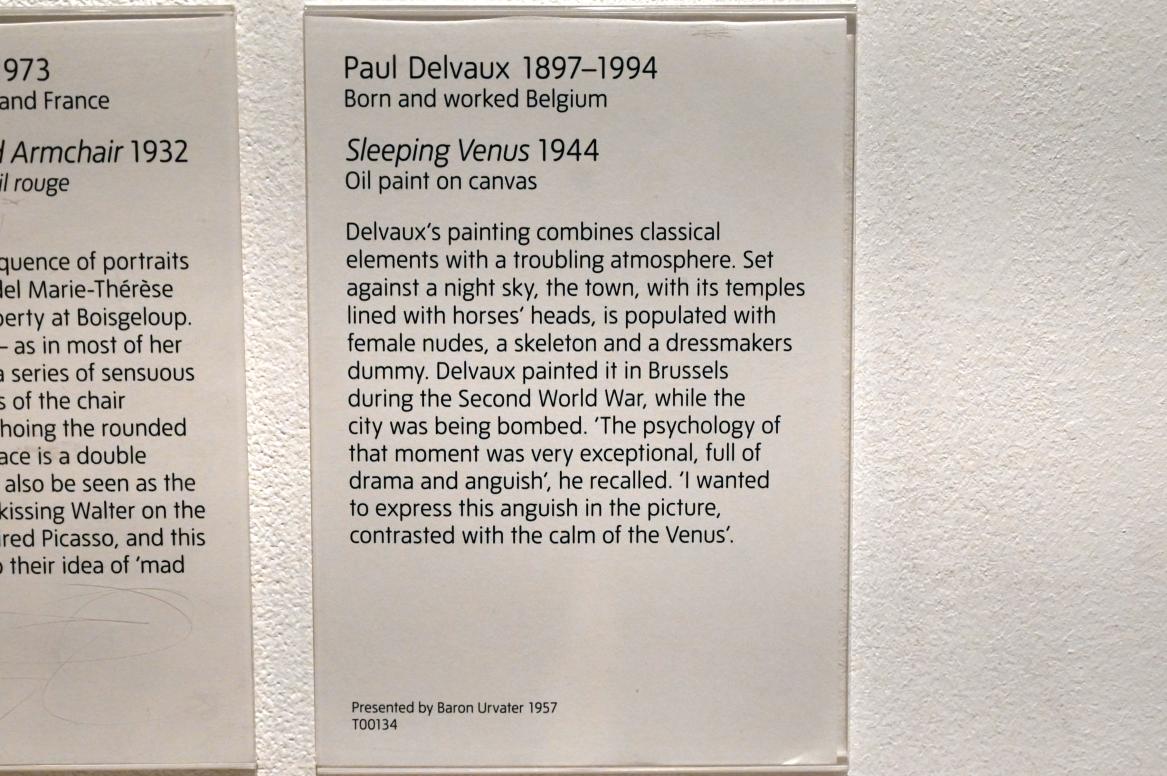 1973
and France
Armchair 1932
rouge
quence of portraits
del Marie-Thérèse
perty at Boisgeloup.
– as in most of her
a series of sensuous
s of the chair
hoing the rounded
ace is a double
also be seen as the
kissing Walter on the
ired Picasso, and this
their idea of ‘mad
Paul Delvaux 1897–1994
Born and worked Belgium
Sleeping Venus 1944
Oil paint on canvas
Delvaux’s painting combines classical
elements with a troubling atmosphere. Set
against a night sky, the town, with its temples
lined with horses’ heads, is populated with
female nudes, a skeleton and a dressmakers
dummy. Delvaux painted it in Brussels
during the Second World War, while the
city was being bombed. ‘The psychology of
that moment was very exceptional, full of
drama and anguish’, he recalled. ‘I wanted
to express this anguish in the picture,
contrasted with the calm of the Venus’.
Presented by Baron Urvater 1957
T00134